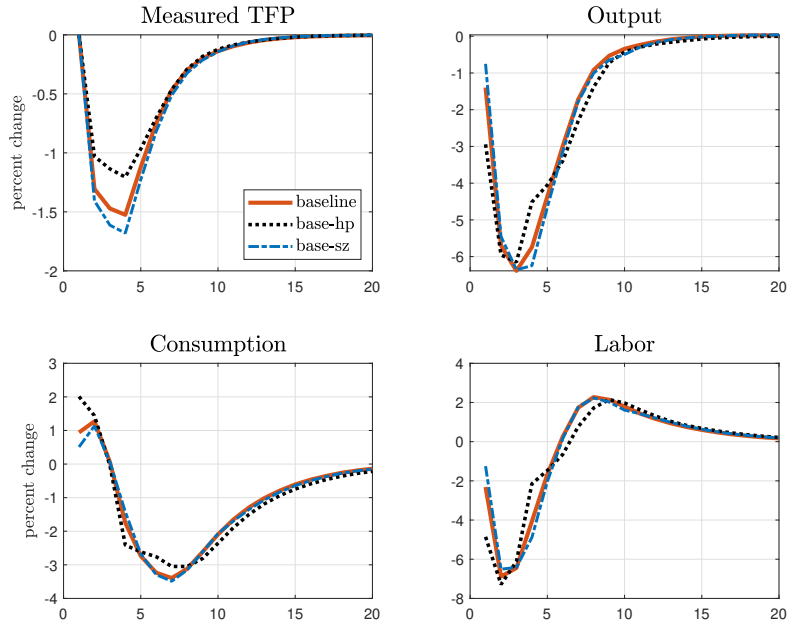 Measured TFP
percent change
0
-0.5
-1
-1.5
-2
0 5 10 15 20
baseline
base-hp
base-sz
Output
0
-1
-2
-3
-4
-5
-6
0 5 10 15 20
Consumption
percent change
3
2
1
0
-1
-2
-3
-4
0 5 10 15 20
Labor
4
2
0
-2
-4
-6
-8
0 5 10 15 20